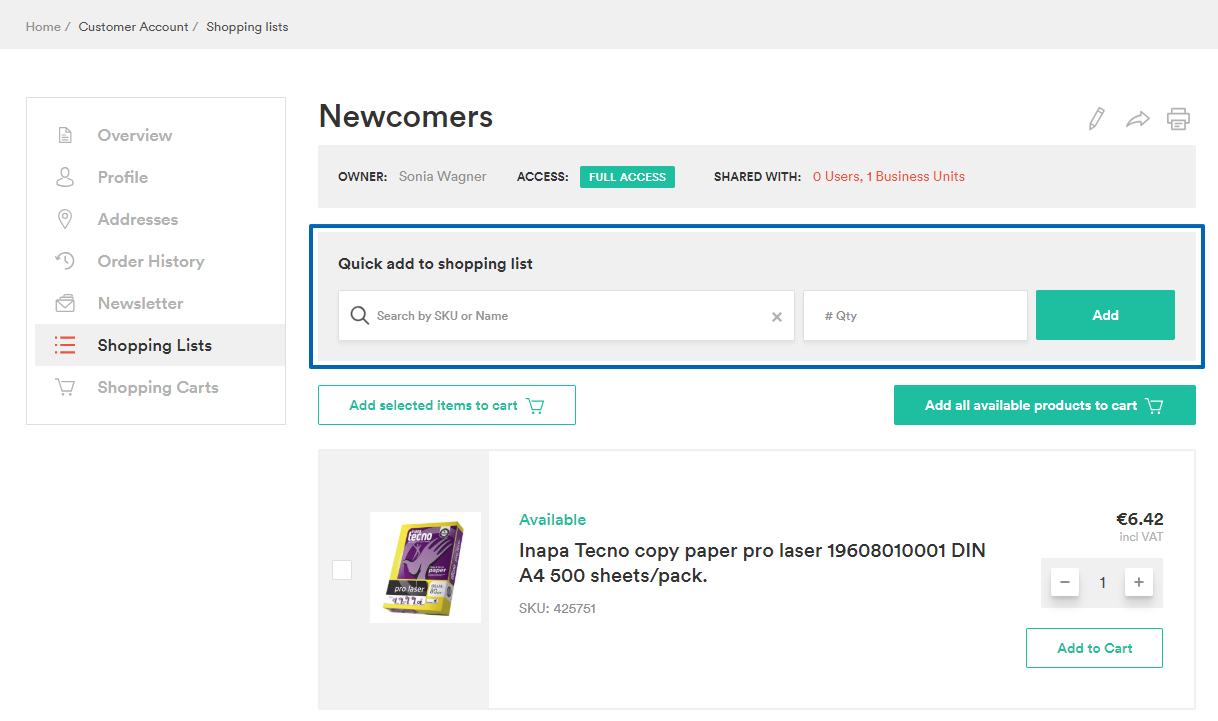 Home / Customer Account / Shopping lists
Overview
Profile
Addresses
Order History
Newsletter
Shopping Lists
Shopping Carts
Newcomers
OWNER: Sonia Wagner ACCESS: FULL ACCESS SHARED WITH: 0 Users, 1 Business Units
Quick add to shopping list
Search by SKU or Name × # Qty Add
Add selected items to cart Add all available products to cart
tecno
paper
pro laser
Available
Inapa Tecno copy paper pro laser 19608010001 DIN
A4 500 sheets/pack.
SKU: 425751
€6.42
incl VAT
− 1 +
Add to Cart